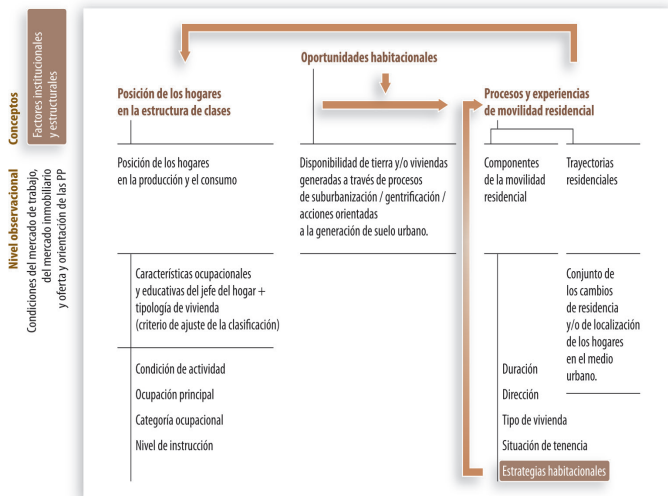 Conceptos
Factores institucionales
y estructurales
Nivel observacional
Condiciones del mercado de trabajo,
del mercado inmobiliario
y oferta y orientación de las PP
Oportunidades habitacionales
Posición de los hogares
en la estructura de clases
Procesos y experiencias
de movilidad residencial
Posición de los hogares
en la producción y el consumo
Disponibilidad de tierra y/o viviendas
generadas a través de procesos
de suburbanización / gentrificación /
acciones orientadas
a la generación de suelo urbano.
Componentes
de la movilidad
residencial
Trayectorias
residenciales
Características ocupacionales
y educativas del jefe del hogar +
tipología de vivienda
(criterio de ajuste de la clasificación)
Conjunto de
los cambios
de residencia
y/o de localización
de los hogares
en el medio
urbano.
Condición de actividad
Ocupación principal
Categoría ocupacional
Nivel de instrucción
Duración
Dirección
Tipo de vivienda
Situación de tenencia
Estrategias habitacionales